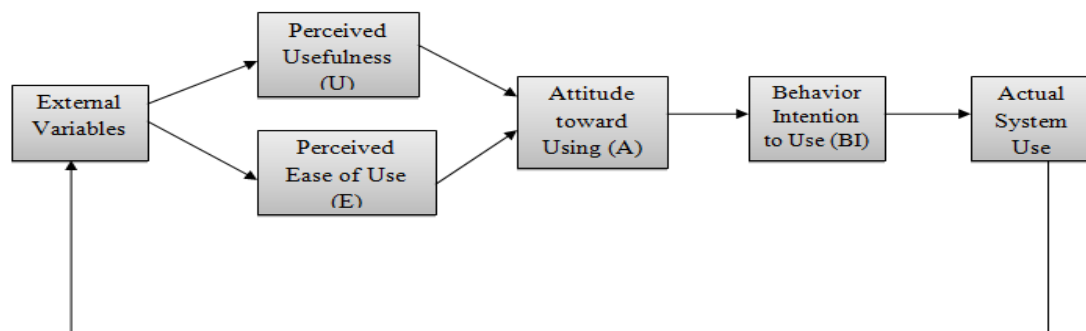 External
Variables
Perceived
Usefulness
(U)
Perceived
Ease of Use
(E)
Attitude
toward
Using (A)
Behavior
Intention
to Use (BI)
Actual
System
Use